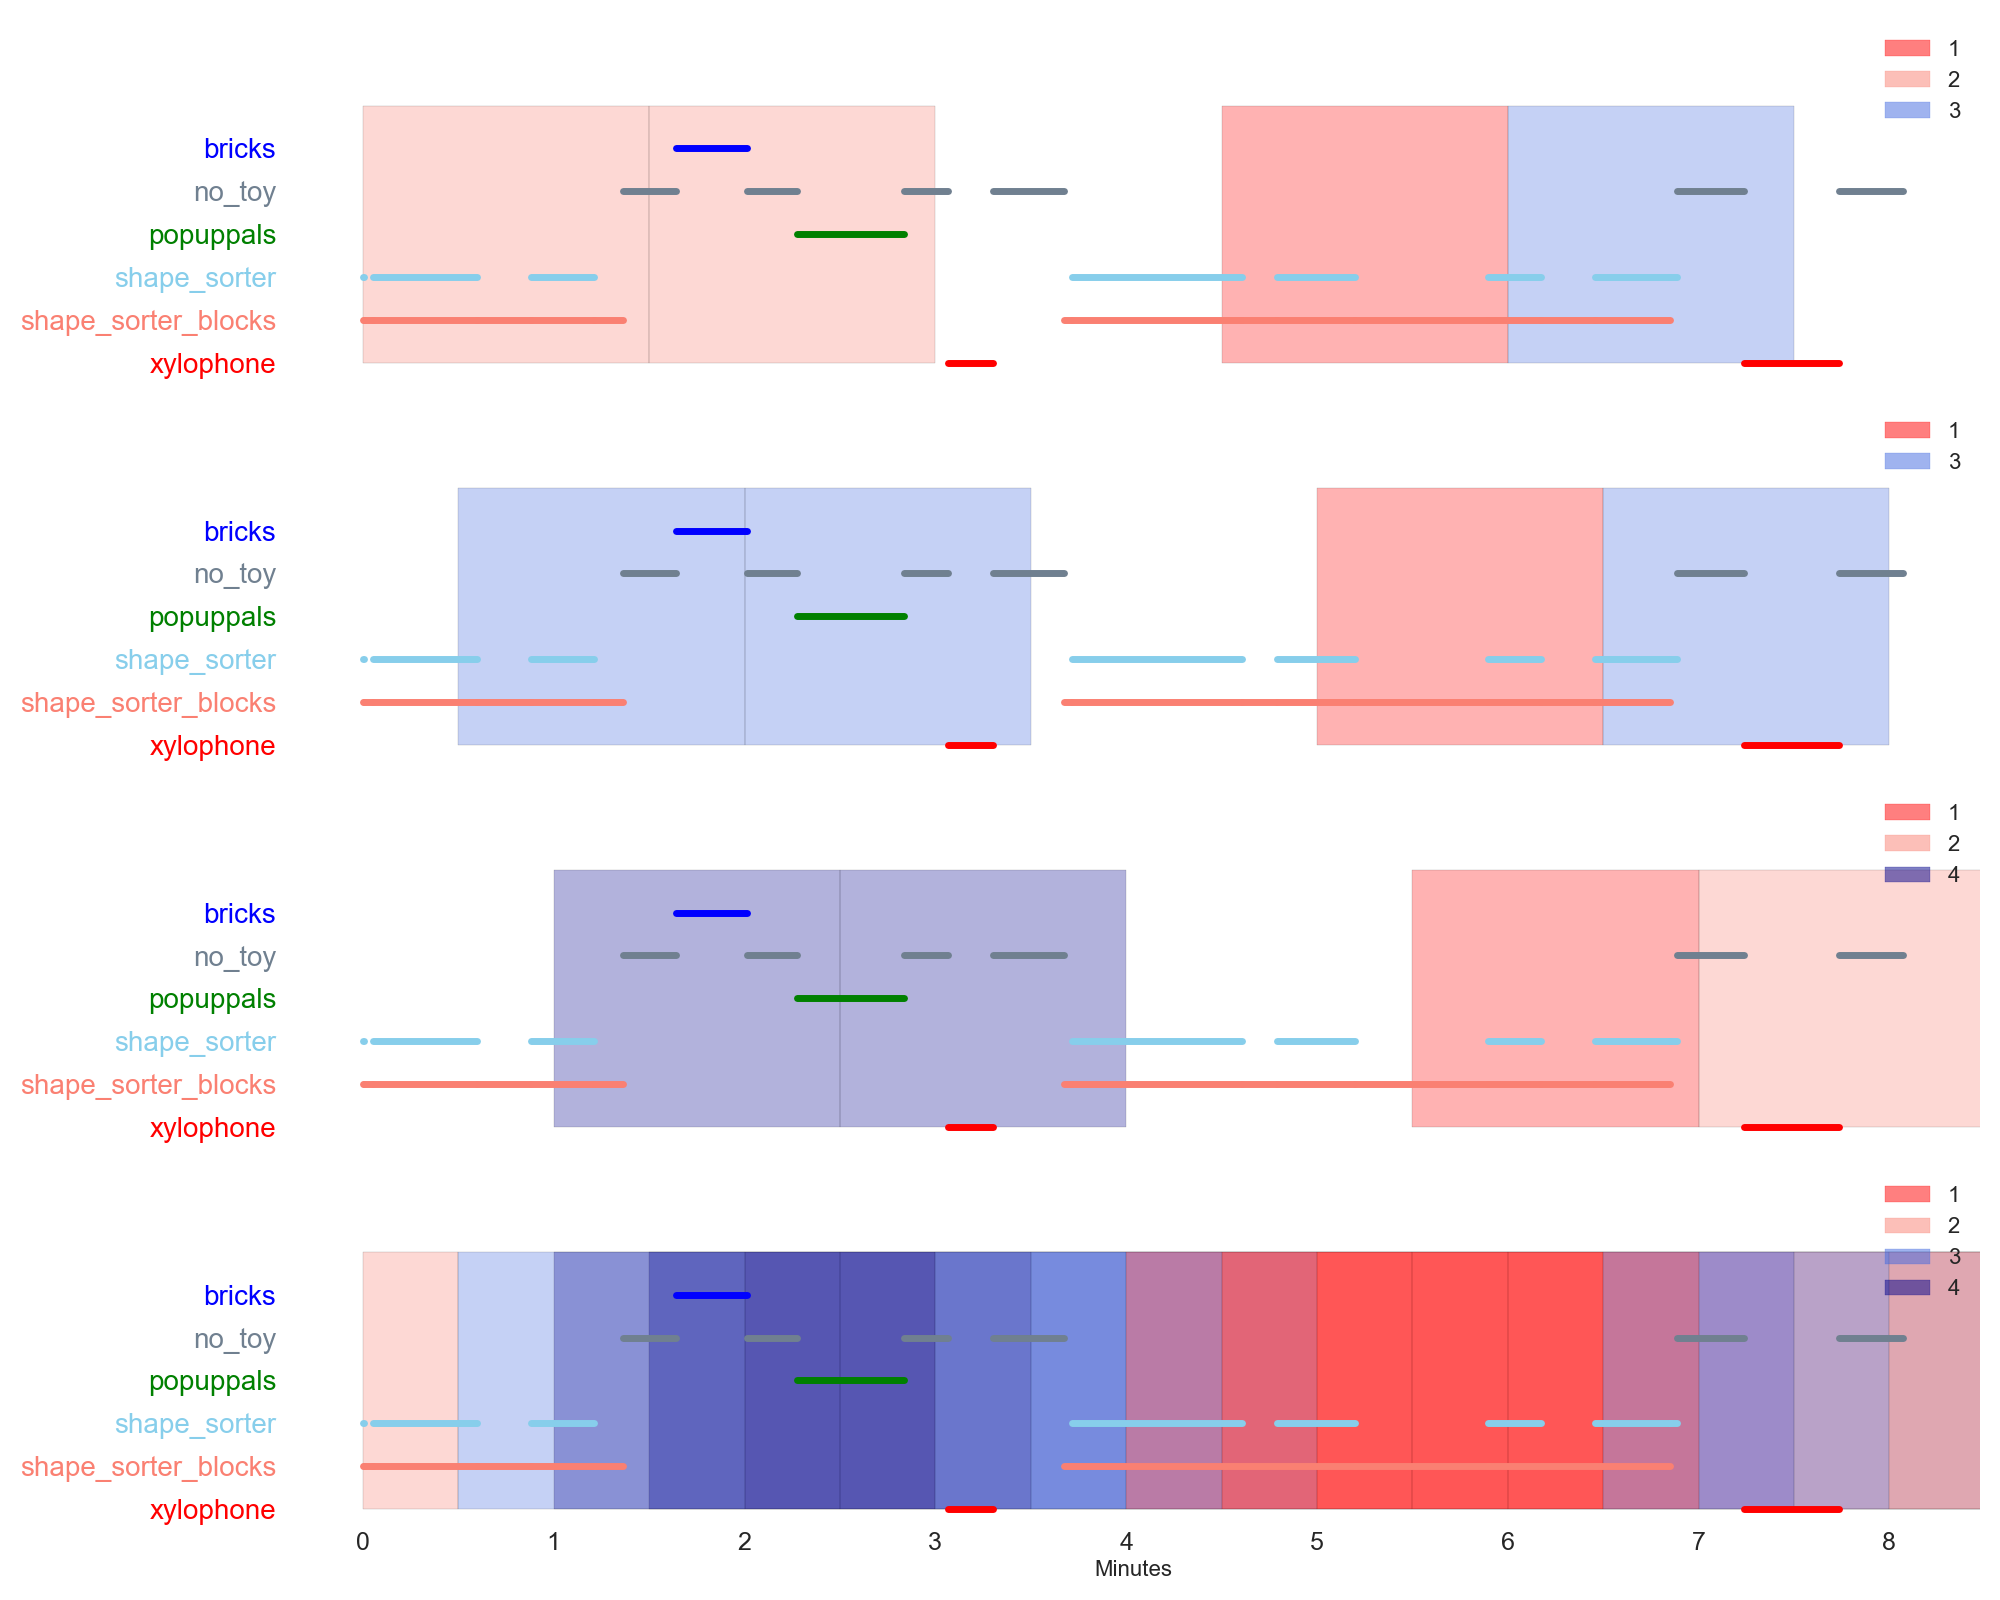 1
2
3
bricks
no_toy
popuppals
shape_sorter
shape_sorter_blocks
xylophone
1
3
bricks
no_toy
popuppals
shape_sorter
shape_sorter_blocks
xylophone
1
2
4
bricks
no_toy
popuppals
shape_sorter
shape_sorter_blocks
xylophone
1
2
3
4
bricks
no_toy
popuppals
shape_sorter
shape_sorter_blocks
xylophone
0 1 2 3 4 5 6 7 8
Minutes